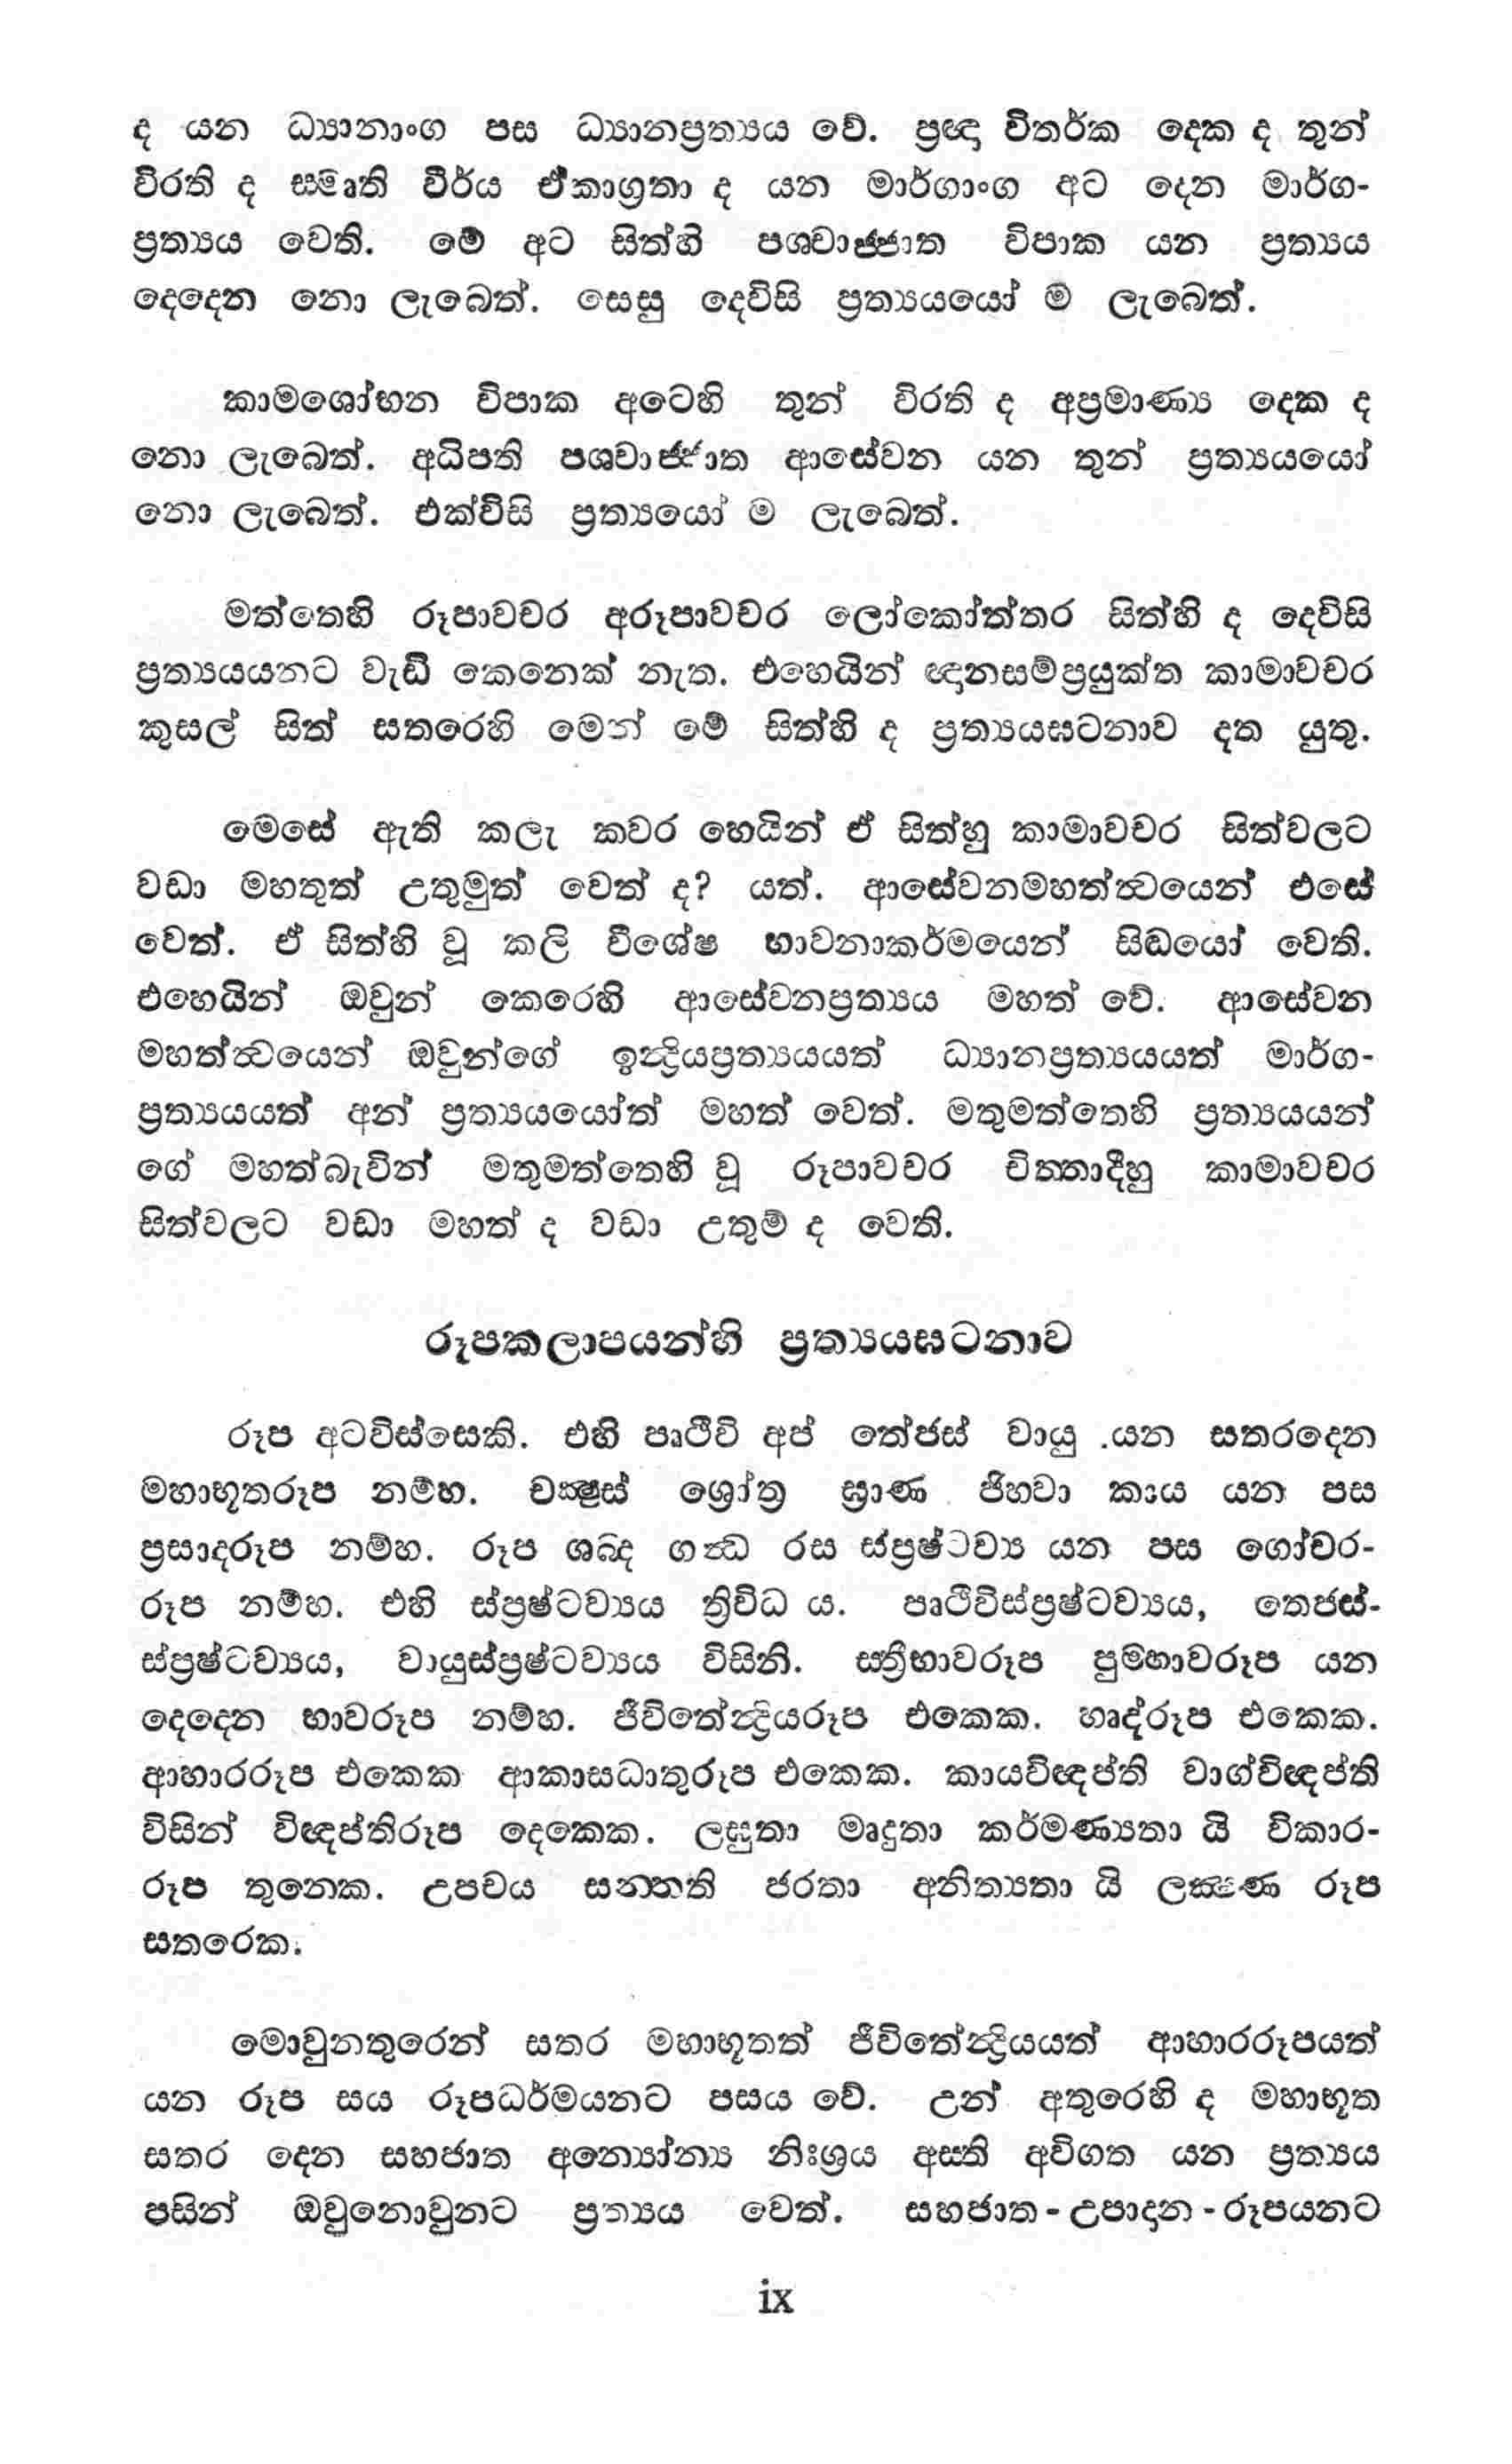 ද යන ධ්‍යානාංග පස ධ්‍යානප්‍රත්‍යය වේ. ප්‍රඥා විතර්ක දෙක ද තුන්
විරති ද සමෘති වීර්ය ඒකාග්‍රතා ද යන මාර්ගාංග අට දෙන මාර්ග-
ප්‍රත්‍යය වෙති. මේ අට සිත්හි පශචාජ්ජාත විපාක යන ප්‍රත්‍යය
දෙදෙන නො ලැබෙත්. සෙසු දෙවිසි ප්‍රත්‍යයයෝ ම ලැබෙත්.
කාමශෝභන විපාක අටෙහි තුන් විරති ද අප්‍රමාණ්‍ය දෙක ද
නො ලැබෙත්. අධිපති පශචාජ්ජාත ආසේවන යන තුන් ප්‍රත්‍යයයෝ
නො ලැබෙත්. එක්විසි ප්‍රත්‍යයෝ ම ලැබෙත්.
මත්තෙහි රූපාවචර අරූපාවචර ලෝකෝත්තර සිත්හි ද දෙවිසි
ප්‍රත්‍යයයනට වැඩි කෙනෙක් නැත. එහෙයින් ඥානසම්ප්‍රයුක්ත කාමාවචර
කුසල් සිත් සතරෙහි මෙන් මේ සිත්හි ද ප්‍රත්‍යයඝටනාව දත යුතු.
මෙසේ ඇති කලැ කවර හෙයින් ඒ සිත්හු කාමාවචර සිත්වලට
වඩා මහතුත් උතුමුත් වෙත් ද? යත්. ආසේවනමහත්ත්‍වයෙන් එසේ
වෙත්. ඒ සිත්හි වූ කලි විශේෂ භාවනාකර්මයෙන් සිඬයෝ වෙති.
එහෙයින් ඔවුන් කෙරෙහි ආසේවනප්‍රත්‍යය මහත් වේ. ආසේවන
මහත්ත්‍වයෙන් ඔවුන්ගේ ඉන්‍ද්‍රියප්‍රත්‍යයයත් ධ්‍යානප්‍රත්‍යයයත් මාර්ග-
ප්‍රත්‍යයයත් අන් ප්‍රත්‍යයයෝත් මහත් වෙත්. මතුමත්තෙහි ප්‍රත්‍යයයන්
ගේ මහත්බැවින් මතුමත්තෙහි වූ රූපාවචර චිත්තාදීහු කාමාවචර
සිත්වලට වඩා මහත් ද වඩා උතුම් ද වෙති.
රූපකලාපයන්හි ප්‍රත්‍යයඝටනාව
රූප අටවිස්සෙකි. එහි පෘථිවි අප් තේජස් වායු .යන සතරදෙන
මහාභූතරූප නම්හ. චක්‍ෂුස් ශ්‍රෝත්‍ර ඝ්‍රාණ ජිහවා කාය යන පස
ප්‍රසාදරූප නම්හ. රූප ශබ්ද ගන්‍ධ රස ස්ප්‍රෂ්ටව්‍ය යන පස ගෝචර-
රූප නම්හ. එහි ස්ප්‍රෂ්ටව්‍යය ත්‍රිවිධ ය. පෘථිවිස්ප්‍රෂ්ටව්‍යය, තෙජස්-
ස්ප්‍රෂ්ටව්‍යය, වායුස්ප්‍රෂ්ටව්‍යය විසිනි. සත්‍රීභාවරූප පුම්භාවරූප යන
දෙදෙන භාවරූප නම්හ. ජීවිතේන්‍ද්‍රියරූප එකෙක. හෘද්රූප එකෙක.
ආහාරරූප එකෙක ආකාසධාතුරූප එකෙක. කායවිඥප්ති වාග්විඥප්ති
විසින් විඥප්තිරූප දෙකෙක. ලඝුතා මෘදුතා කර්මණ්‍යතා යි විකාර-
රූප තුනෙක. උපචය සන්තති ජරතා අනිත්‍යතා යි ලක්‍ෂණ රූප
සතරෙක.
මොවුනතුරෙන් සතර මහාභූතත් ජීවිතේන්‍ද්‍රියයත් ආහාරරූපයත්
යන රූප සය රූපධර්මයනට පසය වේ. උන් අතුරෙහි ද මහාභූත
සතර දෙන සහජාත අන්‍යෝන්‍ය නිඃශ්‍රය අස්ති අවිගත යන ප්‍රත්‍යය
පසින් ඔවුනොවුනට ප්‍රත්‍යය වෙත්. සහජාත - උපාදාන - රූපයනට
ix